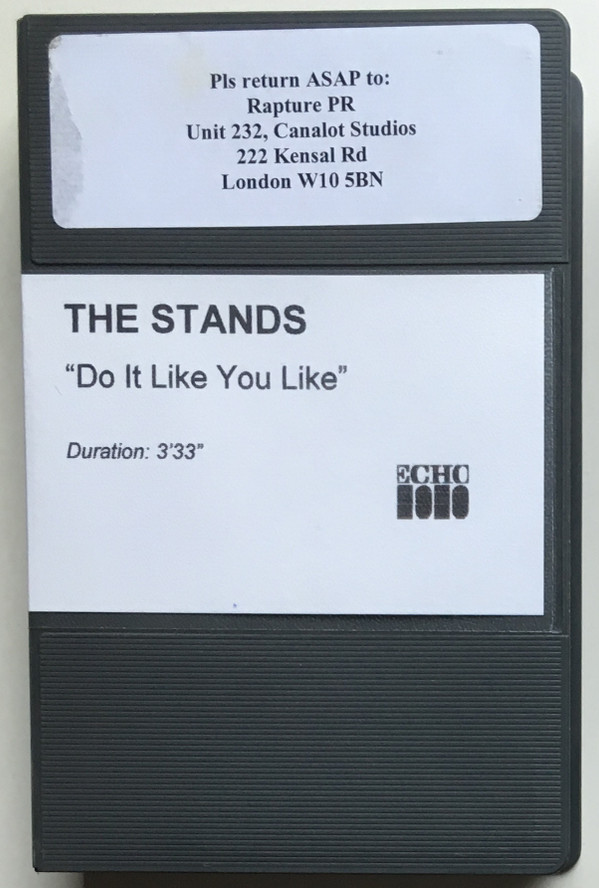 Pls return ASAP to:
Rapture PR
Unit 232, Canalot Studios
222 Kensal Rd
London W10 5BN
THE STANDS
“Do It Like You Like”
Duration: 3’33”
ECHO